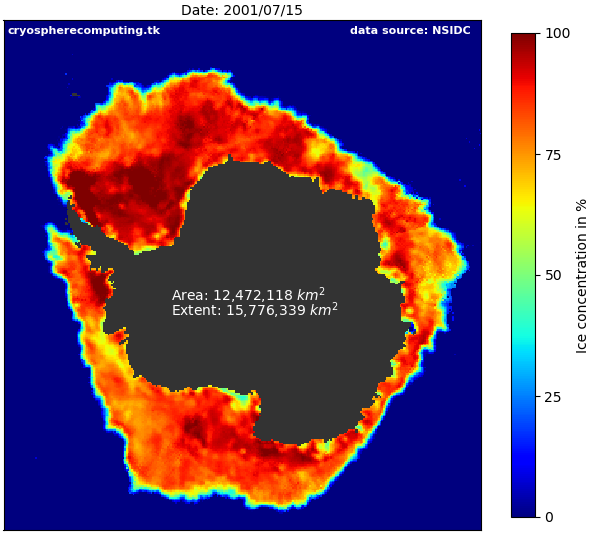 Date: 2001/07/15
cryospherecomputing.tk data source: NSIDC
100
75
50
25
0
Ice concentration in %
Area: 12,472,118 km²
Extent: 15,776,339 km²